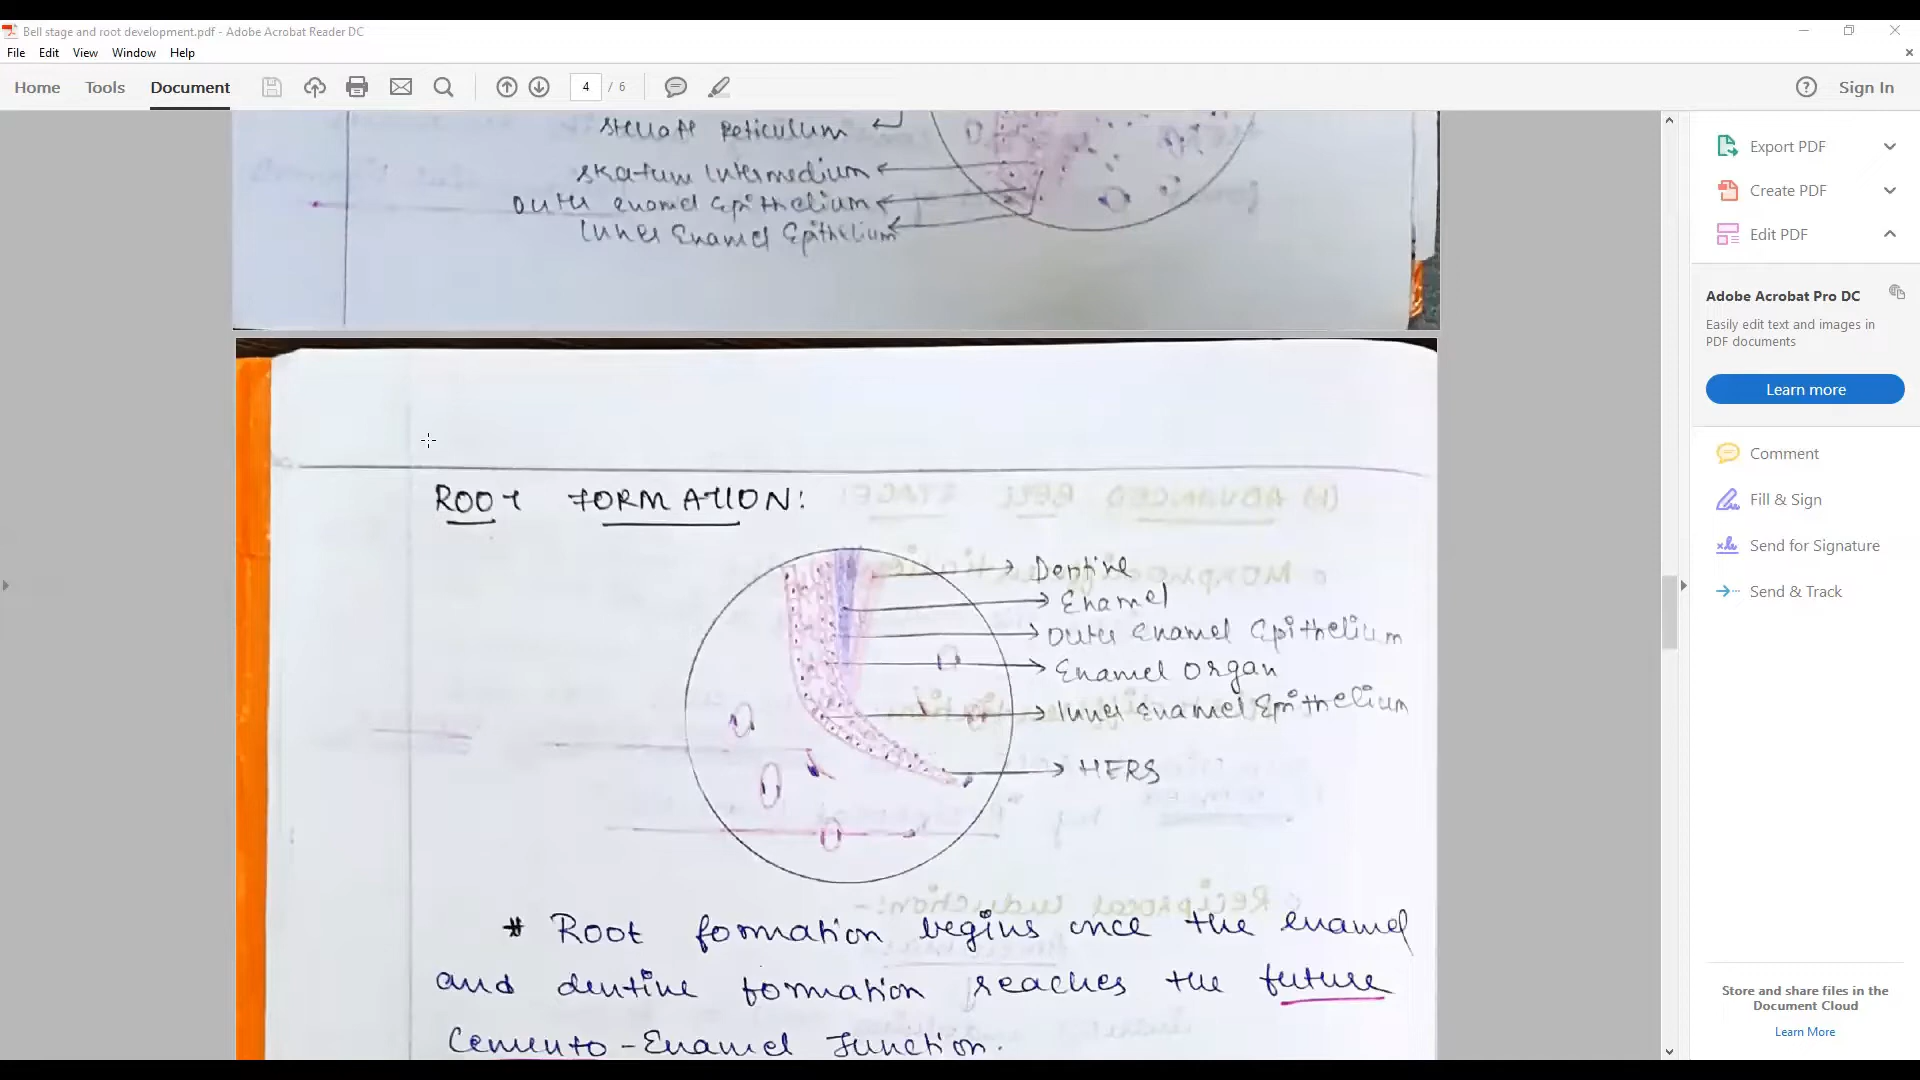 Bell stage and root development.pdf - Adobe Acrobat Reader DC
File Edit View Window Help
Home Tools Document 4 / 6 Sign In
Stellate Reticulum
Stratum Intermedium
Outer Enamel Epithelium
Inner Enamel Epithelium
ROOT FORMATION:
Dentine
Enamel
Outer Enamel Epithelium
Enamel Organ
Inner Enamel Epithelium
HERS
* Root formation begins once the enamel
and dentine formation reaches the future
Cemento-Enamel Junction.
Export PDF
Create PDF
Edit PDF
Adobe Acrobat Pro DC
Easily edit text and images in
PDF documents
Learn more
Comment
Fill & Sign
Send for Signature
Send & Track
Store and share files in the
Document Cloud
Learn More